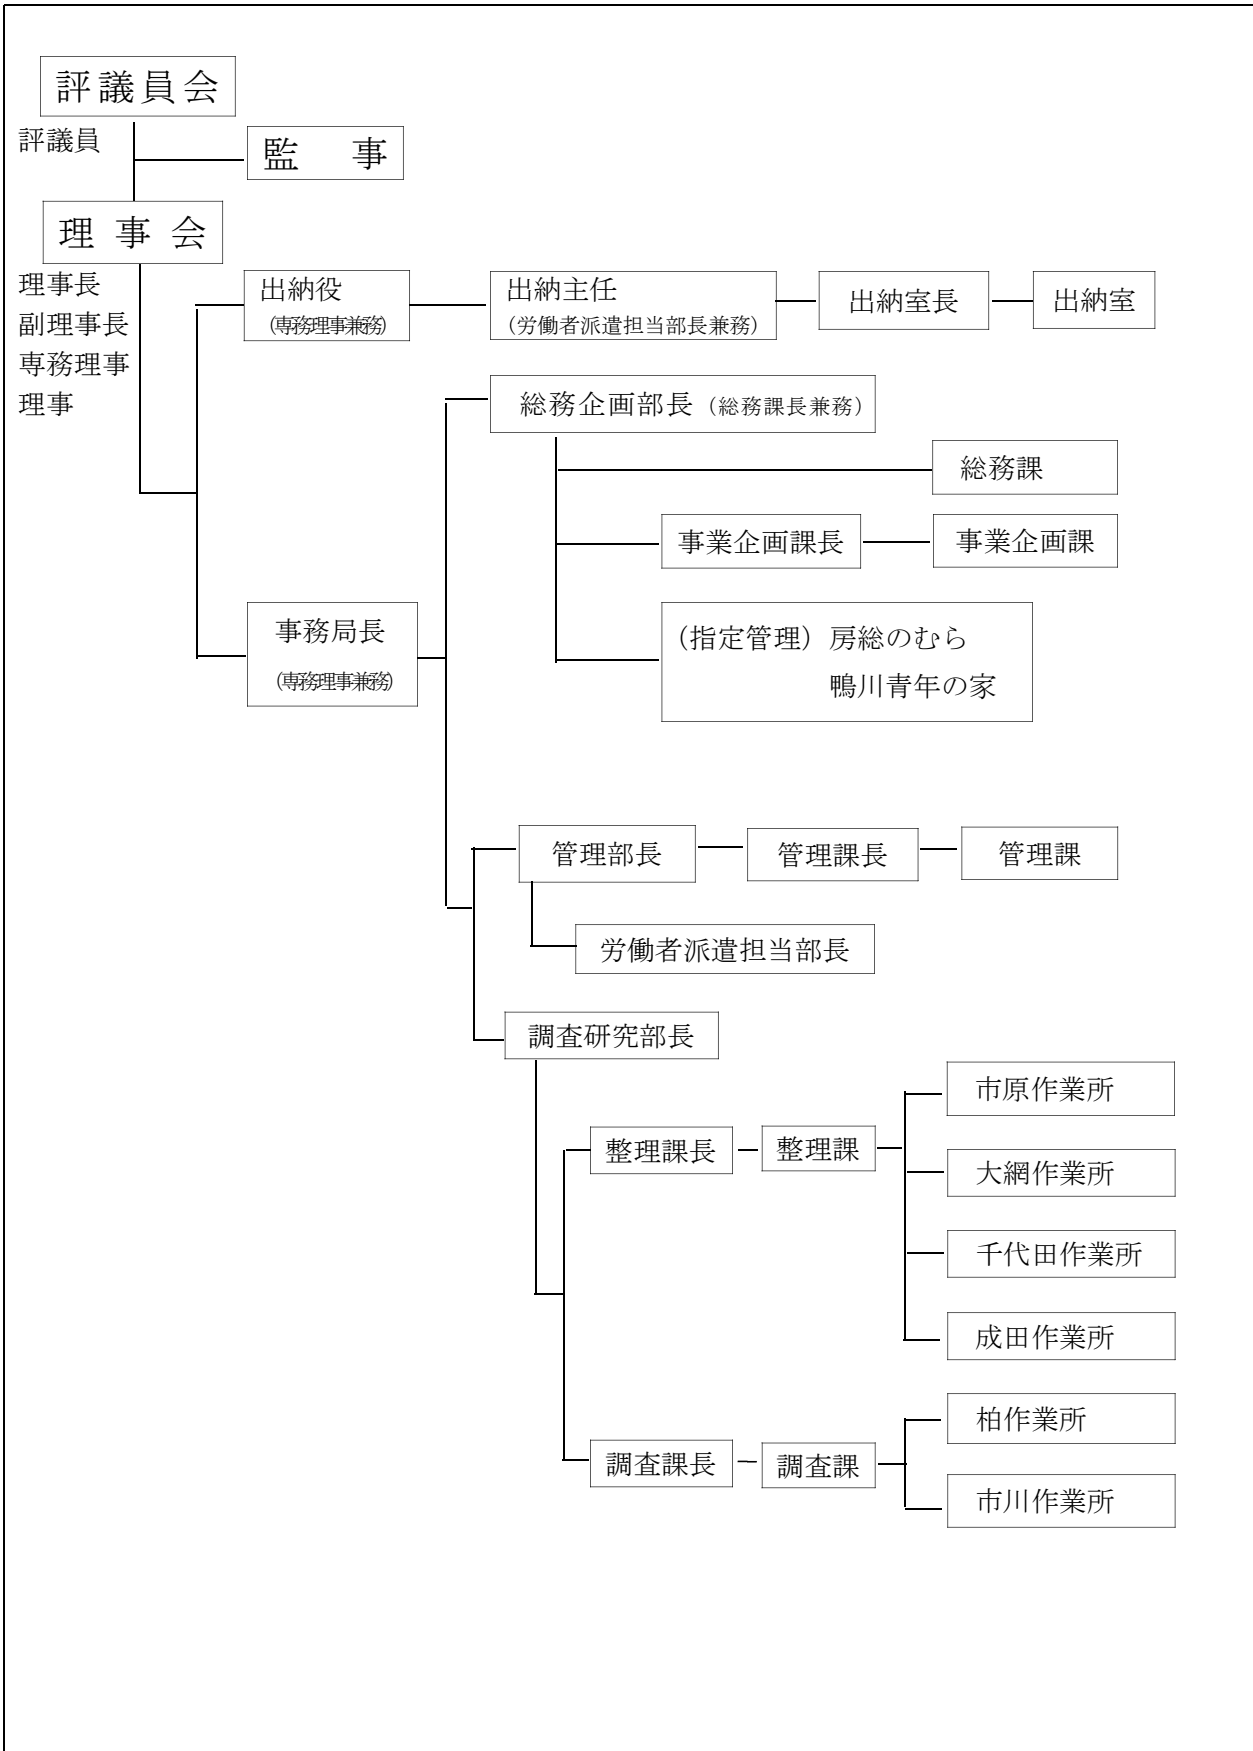 評議員会
評議員
監　事
理事会
理事長
副理事長
専務理事
理事
出納役
(専務理事兼務)
出納主任
(労働者派遣担当部長兼務)
出納室長
出納室
総務企画部長（総務課長兼務）
総務課
事業企画課長
事業企画課
事務局長
(専務理事兼務)
（指定管理）房総のむら
鴨川青年の家
管理部長
管理課長
管理課
労働者派遣担当部長
調査研究部長
整理課長
整理課
市原作業所
大網作業所
千代田作業所
成田作業所
調査課長
調査課
柏作業所
市川作業所